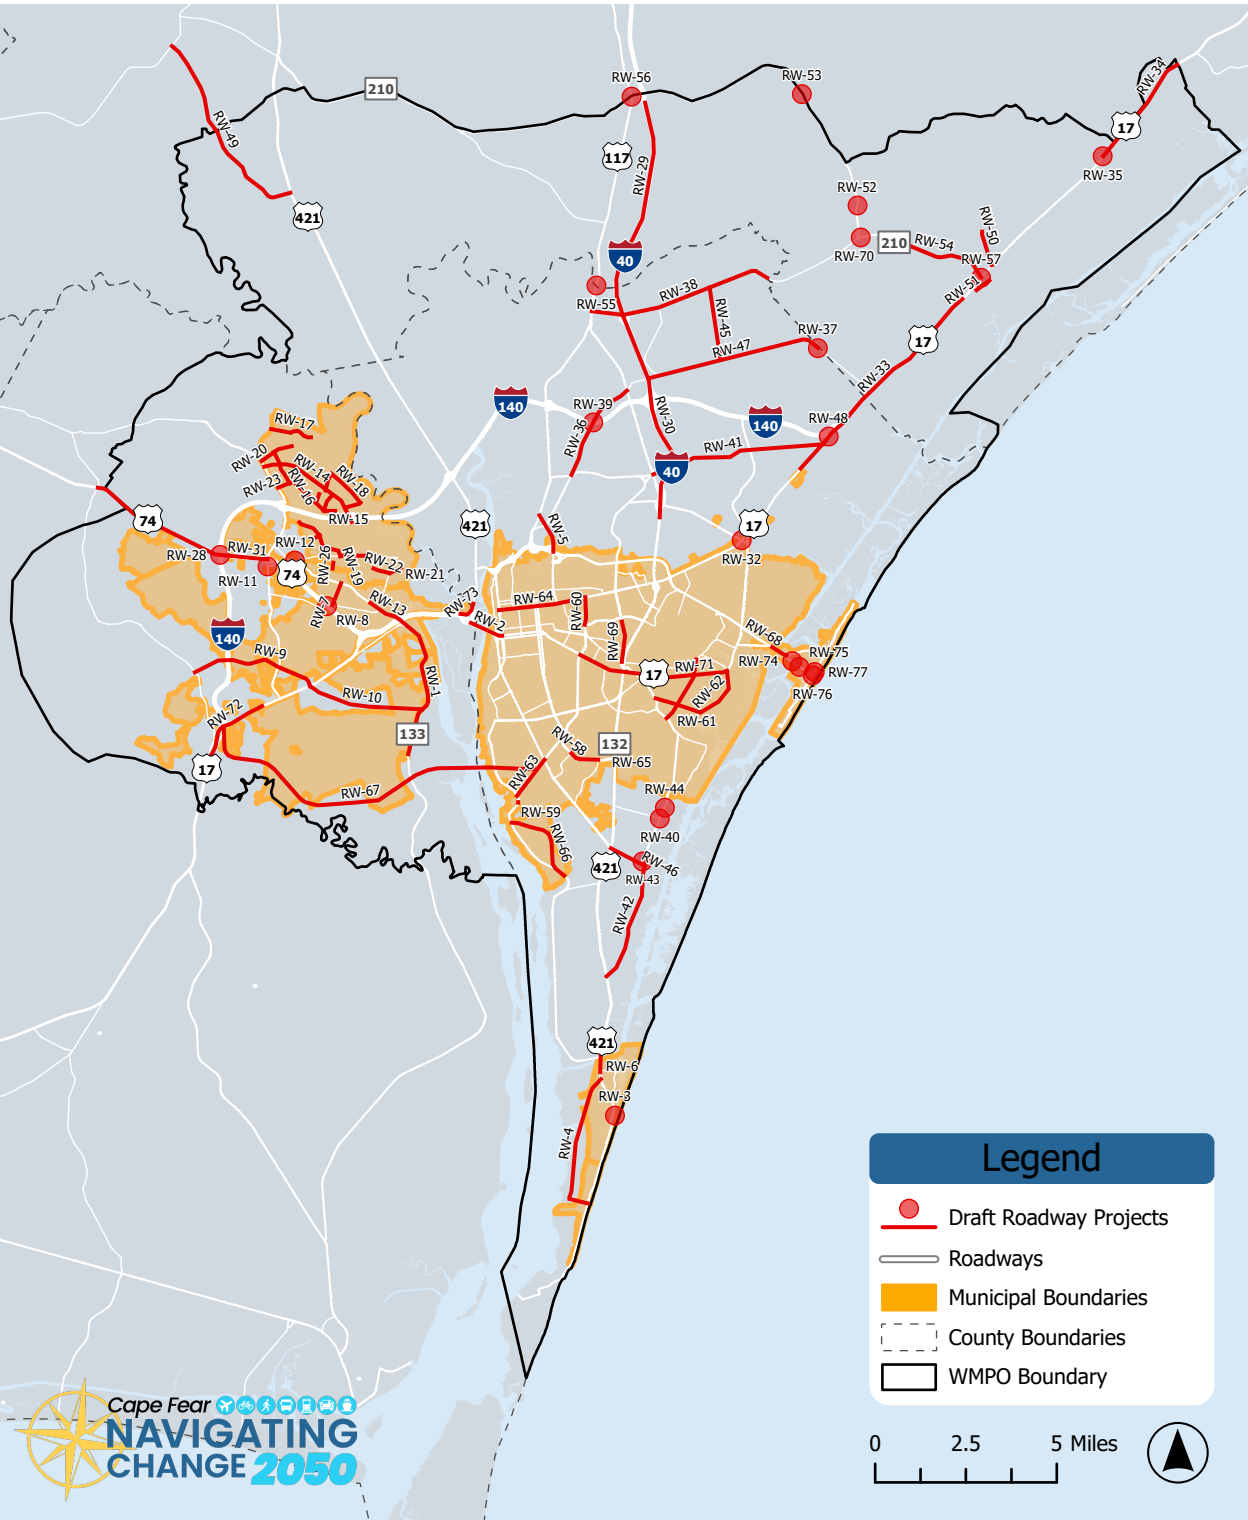 RW-56
RW-53
RW-34
210
17
RW-49
117
RW-29
RW-35
RW-52
421
RW-50
210
RW-54
40
RW-70
RW-57
RW-38
RW-51
RW-55
RW-45
RW-37
17
RW-47
RW-33
140
RW-39
RW-30
140
RW-48
RW-17
RW-36
RW-41
RW-20
RW-14
40
RW-18
RW-23
RW-16
74
RW-15
421
RW-5
17
RW-28
RW-31
RW-12
RW-26
RW-19
RW-22
RW-32
RW-11
74
RW-21
RW-7
RW-13
RW-73
RW-64
RW-60
RW-8
RW-2
140
RW-69
RW-68
RW-9
RW-75
RW-74
RW-71
17
RW-77
RW-1
RW-62
RW-76
RW-10
RW-72
RW-61
133
RW-58
132
17
RW-63
RW-65
RW-67
RW-44
RW-59
RW-40
RW-66
RW-46
421
RW-43
RW-42
421
RW-6
RW-3
RW-4
Legend
Draft Roadway Projects
Roadways
Municipal Boundaries
County Boundaries
WMPO Boundary
0 2.5 5 Miles
Cape Fear
NAVIGATING
CHANGE 2050